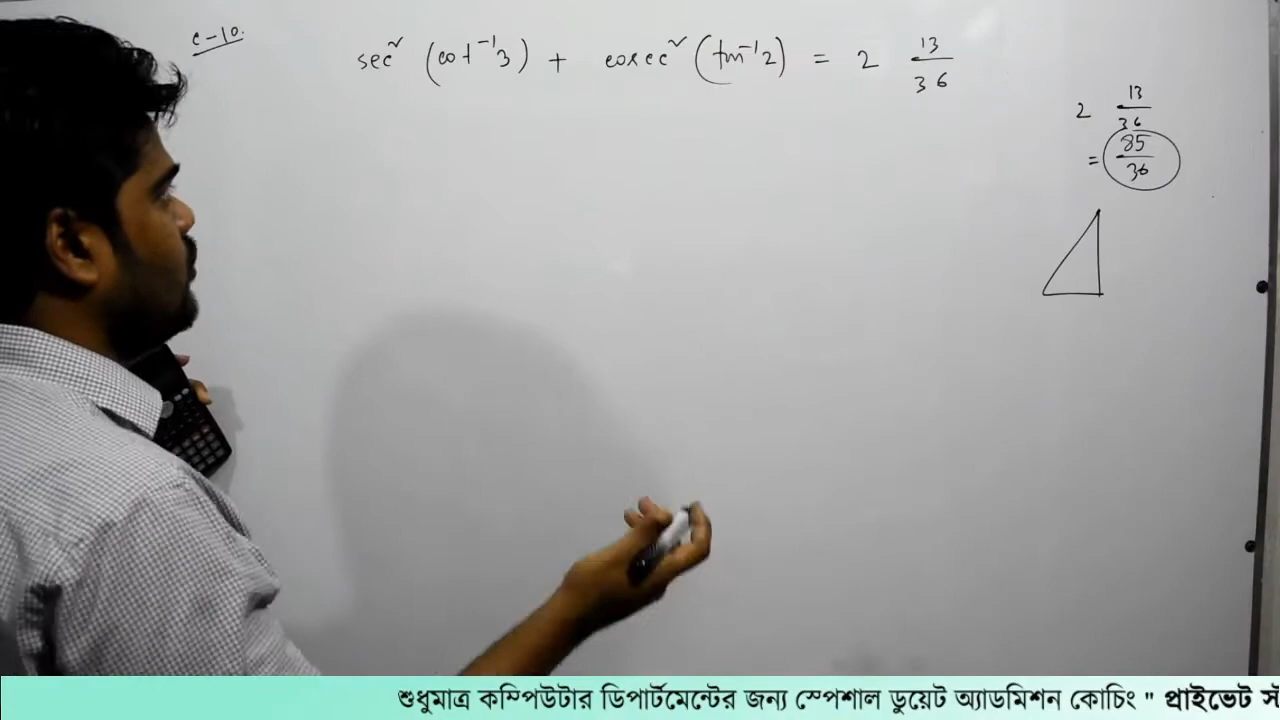 c-10.
sec² (cot⁻¹3) + cosec² (tan⁻¹2) = 2 13/36
2 13/36
= 85/36
শুধুমাত্র কম্পিউটার ডিপার্টমেন্টের জন্য স্পেশাল ডুয়েট অ্যাডমিশন কোচিং " প্রাইভেট স্ট